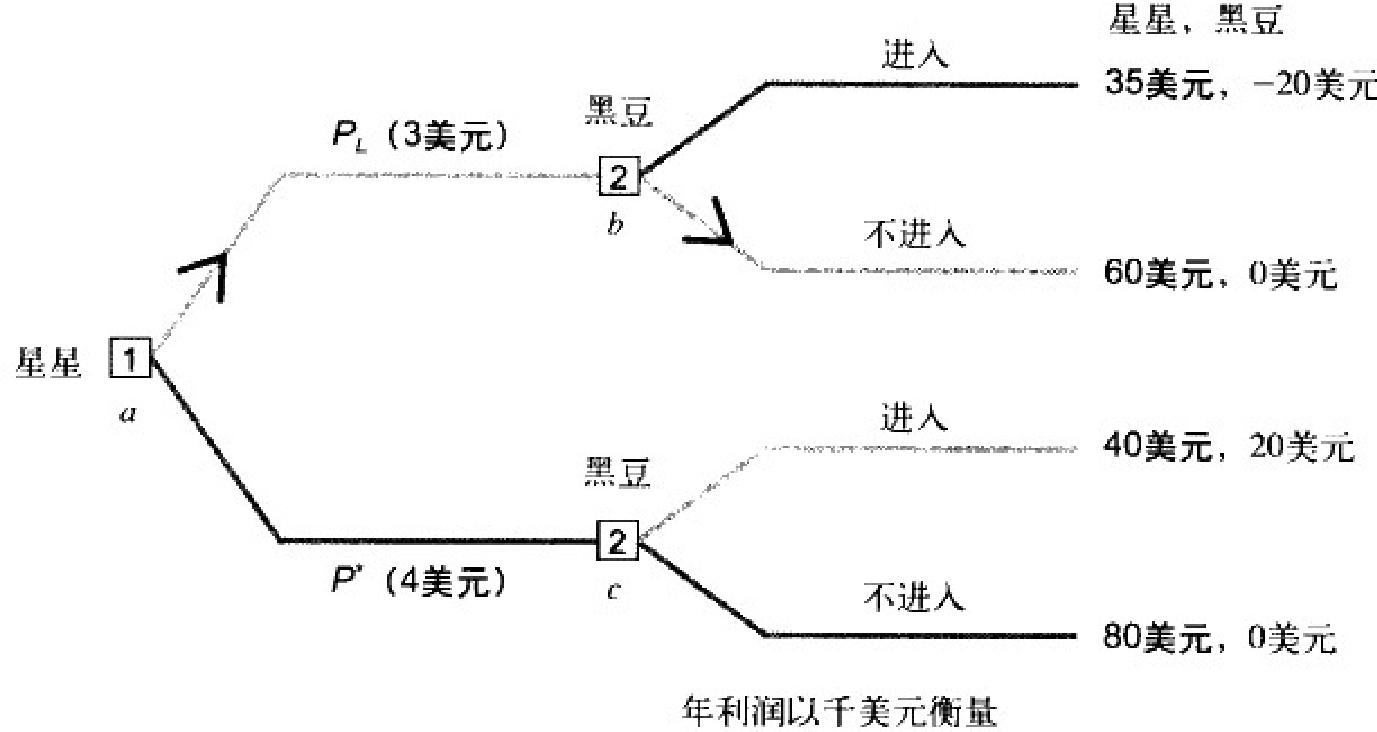 星星，黑豆
进入
35美元，−20美元
黑豆
P_L（3美元）
2
b
不进入
60美元，0美元
星星 1
a
进入
40美元，20美元
黑豆
2
P*（4美元）
c
不进入
80美元，0美元
年利润以千美元衡量